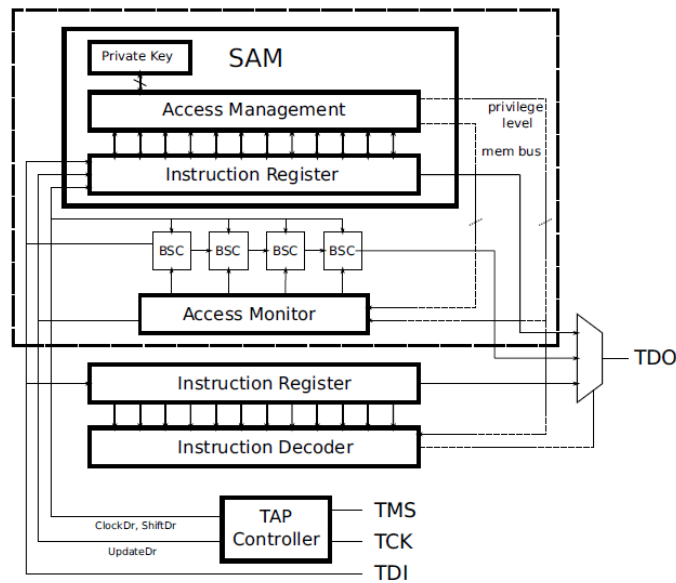 Private Key
SAM
Access Management
privilege
level
mem bus
Instruction Register
BSC
BSC
BSC
BSC
Access Monitor
TDO
Instruction Register
Instruction Decoder
TAP
Controller
TMS
TCK
ClockDr, ShiftDr
UpdateDr
TDI